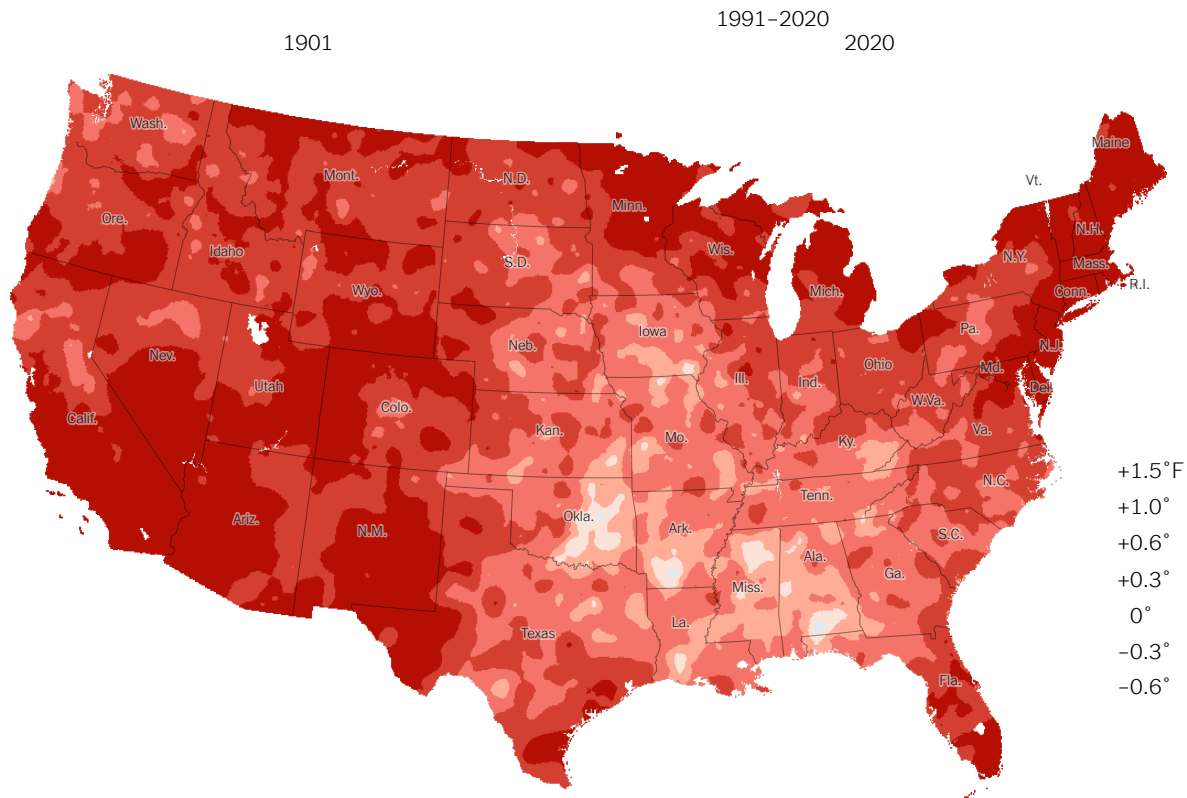 1991–2020
1901
2020
Wash.
Maine
Mont.
N.D.
Vt.
Minn.
Ore.
N.H.
Idaho
Wis.
N.Y.
S.D.
Mass.
Wyo.
Mich.
Conn.
R.I.
Iowa
Pa.
Neb.
N.J.
Nev.
Ohio
Md.
Utah
Ill.
Ind.
Del.
Colo.
W.Va.
Calif.
Kan.
Mo.
Ky.
Va.
+1.5°F
N.C.
Tenn.
+1.0°
Ariz.
Okla.
N.M.
Ark.
S.C.
+0.6°
Ala.
Ga.
+0.3°
Miss.
0°
La.
Texas
–0.3°
Fla.
–0.6°